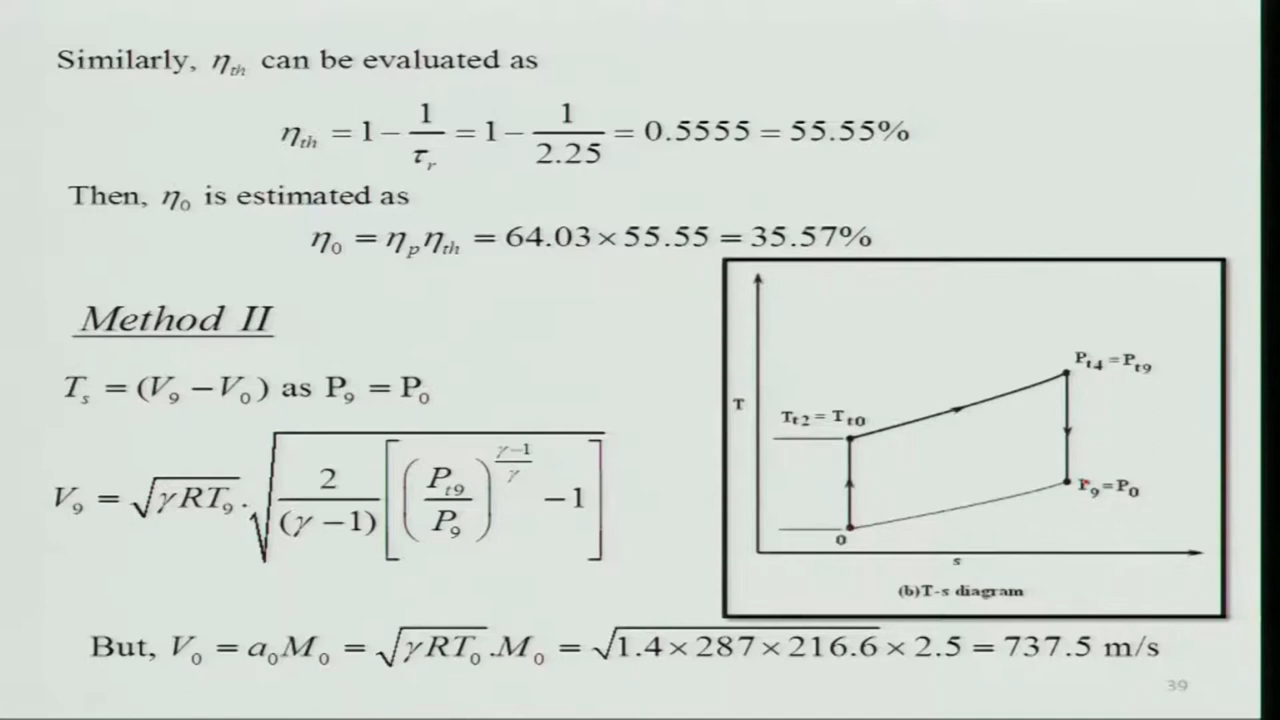 Similarly, η_th can be evaluated as
η_th = 1 − 1/τ_r = 1 − 1/2.25 = 0.5555 = 55.55%
Then, η_0 is estimated as
η_0 = η_p η_th = 64.03 × 55.55 = 35.57%
Method II
T_s = (V_9 − V_0) as P_9 = P_0
V_9 = √(γRT_9) . √(2/(γ−1) [(P_t9/P_9)^((γ−1)/γ) − 1])
P_t4 = P_t9
T_t2 = T_t0
T
P_9 = P_0
0
s
(b)T-s diagram
But, V_0 = a_0 M_0 = √(γRT_0) . M_0 = √(1.4 × 287 × 216.6) × 2.5 = 737.5 m/s
39